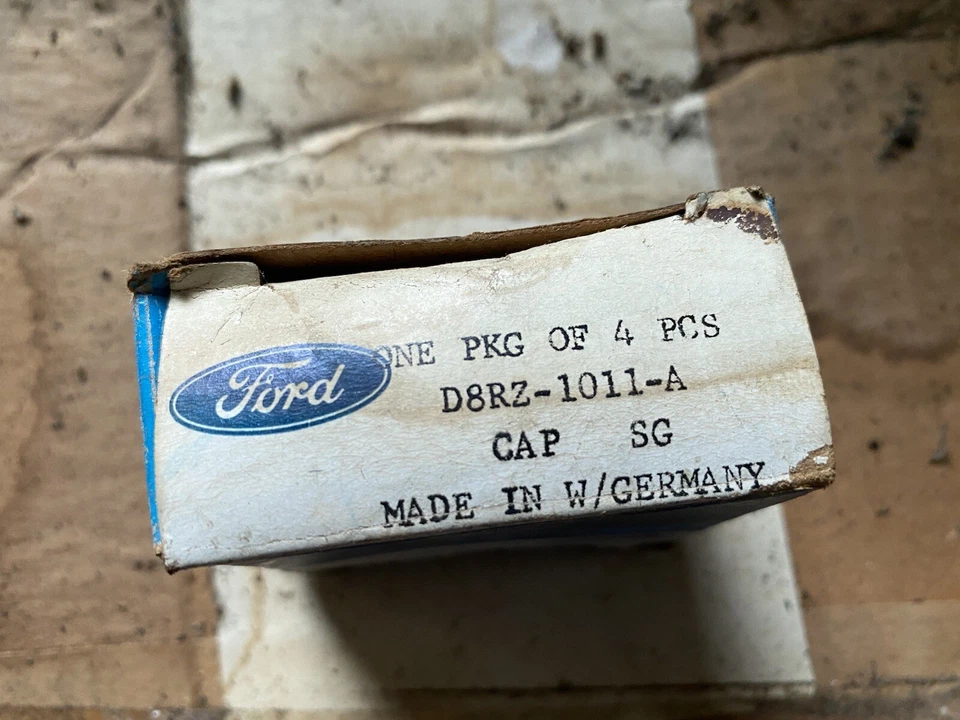 Ford
ONE PKG OF 4 PCS
D8RZ-1011-A
CAP SG
MADE IN W/GERMANY